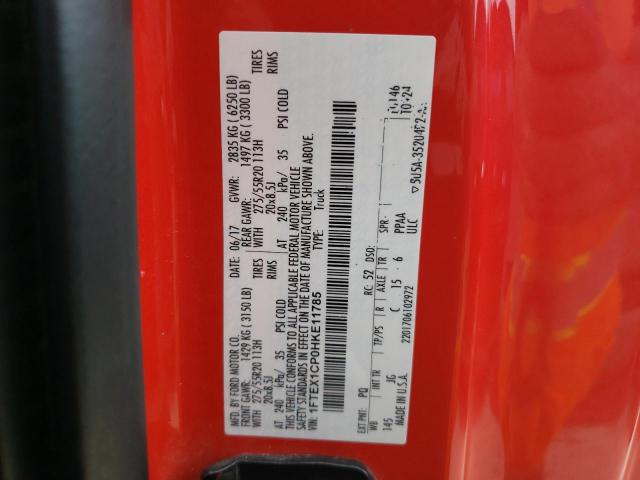 MFD. BY FORD MOTOR CO. DATE: 06/17 GVWR: 2835 KG ( 6250 LB)
FRONT GAWR: 1429 KG ( 3150 LB) REAR GAWR: 1497 KG ( 3300 LB)
WITH 275/55R20 113H TIRES WITH 275/55R20 113H TIRES
20x8.5J RIMS 20x8.5J RIMS
AT 240 kPa/ 35 PSI COLD AT 240 kPa/ 35 PSI COLD
THIS VEHICLE CONFORMS TO ALL APPLICABLE FEDERAL MOTOR VEHICLE
SAFETY STANDARDS IN EFFECT ON THE DATE OF MANUFACTURE SHOWN ABOVE.
VIN: 1FTEX1CP0HKE11785 TYPE: Truck
EXT PNT: PQ RC: 52 DSO:
WB INT TR TP/PS R AXLE TR SPR
145 JG C 15 6 PPAA
MADE IN U.S.A. ULC
2201706102972